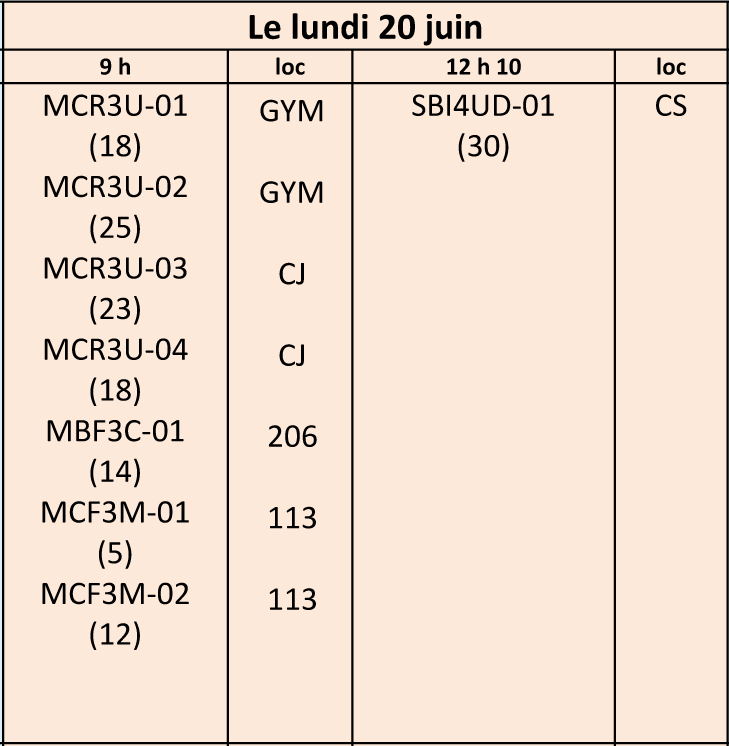 Le lundi 20 juin
9 h loc 12 h 10 loc
MCR3U-01 GYM SBI4UD-01 CS
(18) (30)
MCR3U-02 GYM
(25)
MCR3U-03 CJ
(23)
MCR3U-04 CJ
(18)
MBF3C-01 206
(14)
MCF3M-01 113
(5)
MCF3M-02 113
(12)